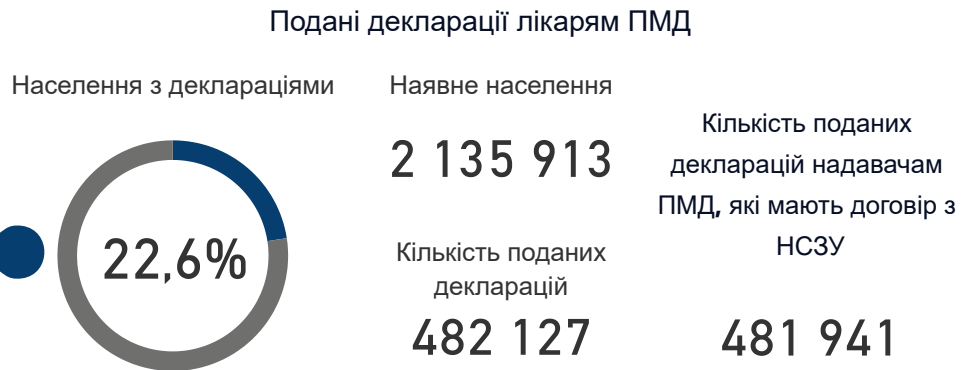 Подані декларації лікарям ПМД
Населення з деклараціями
22,6%
Наявне населення
2 135 913
Кількість поданих
декларацій
482 127
Кількість поданих
декларацій надавачам
ПМД, які мають договір з
НСЗУ
481 941